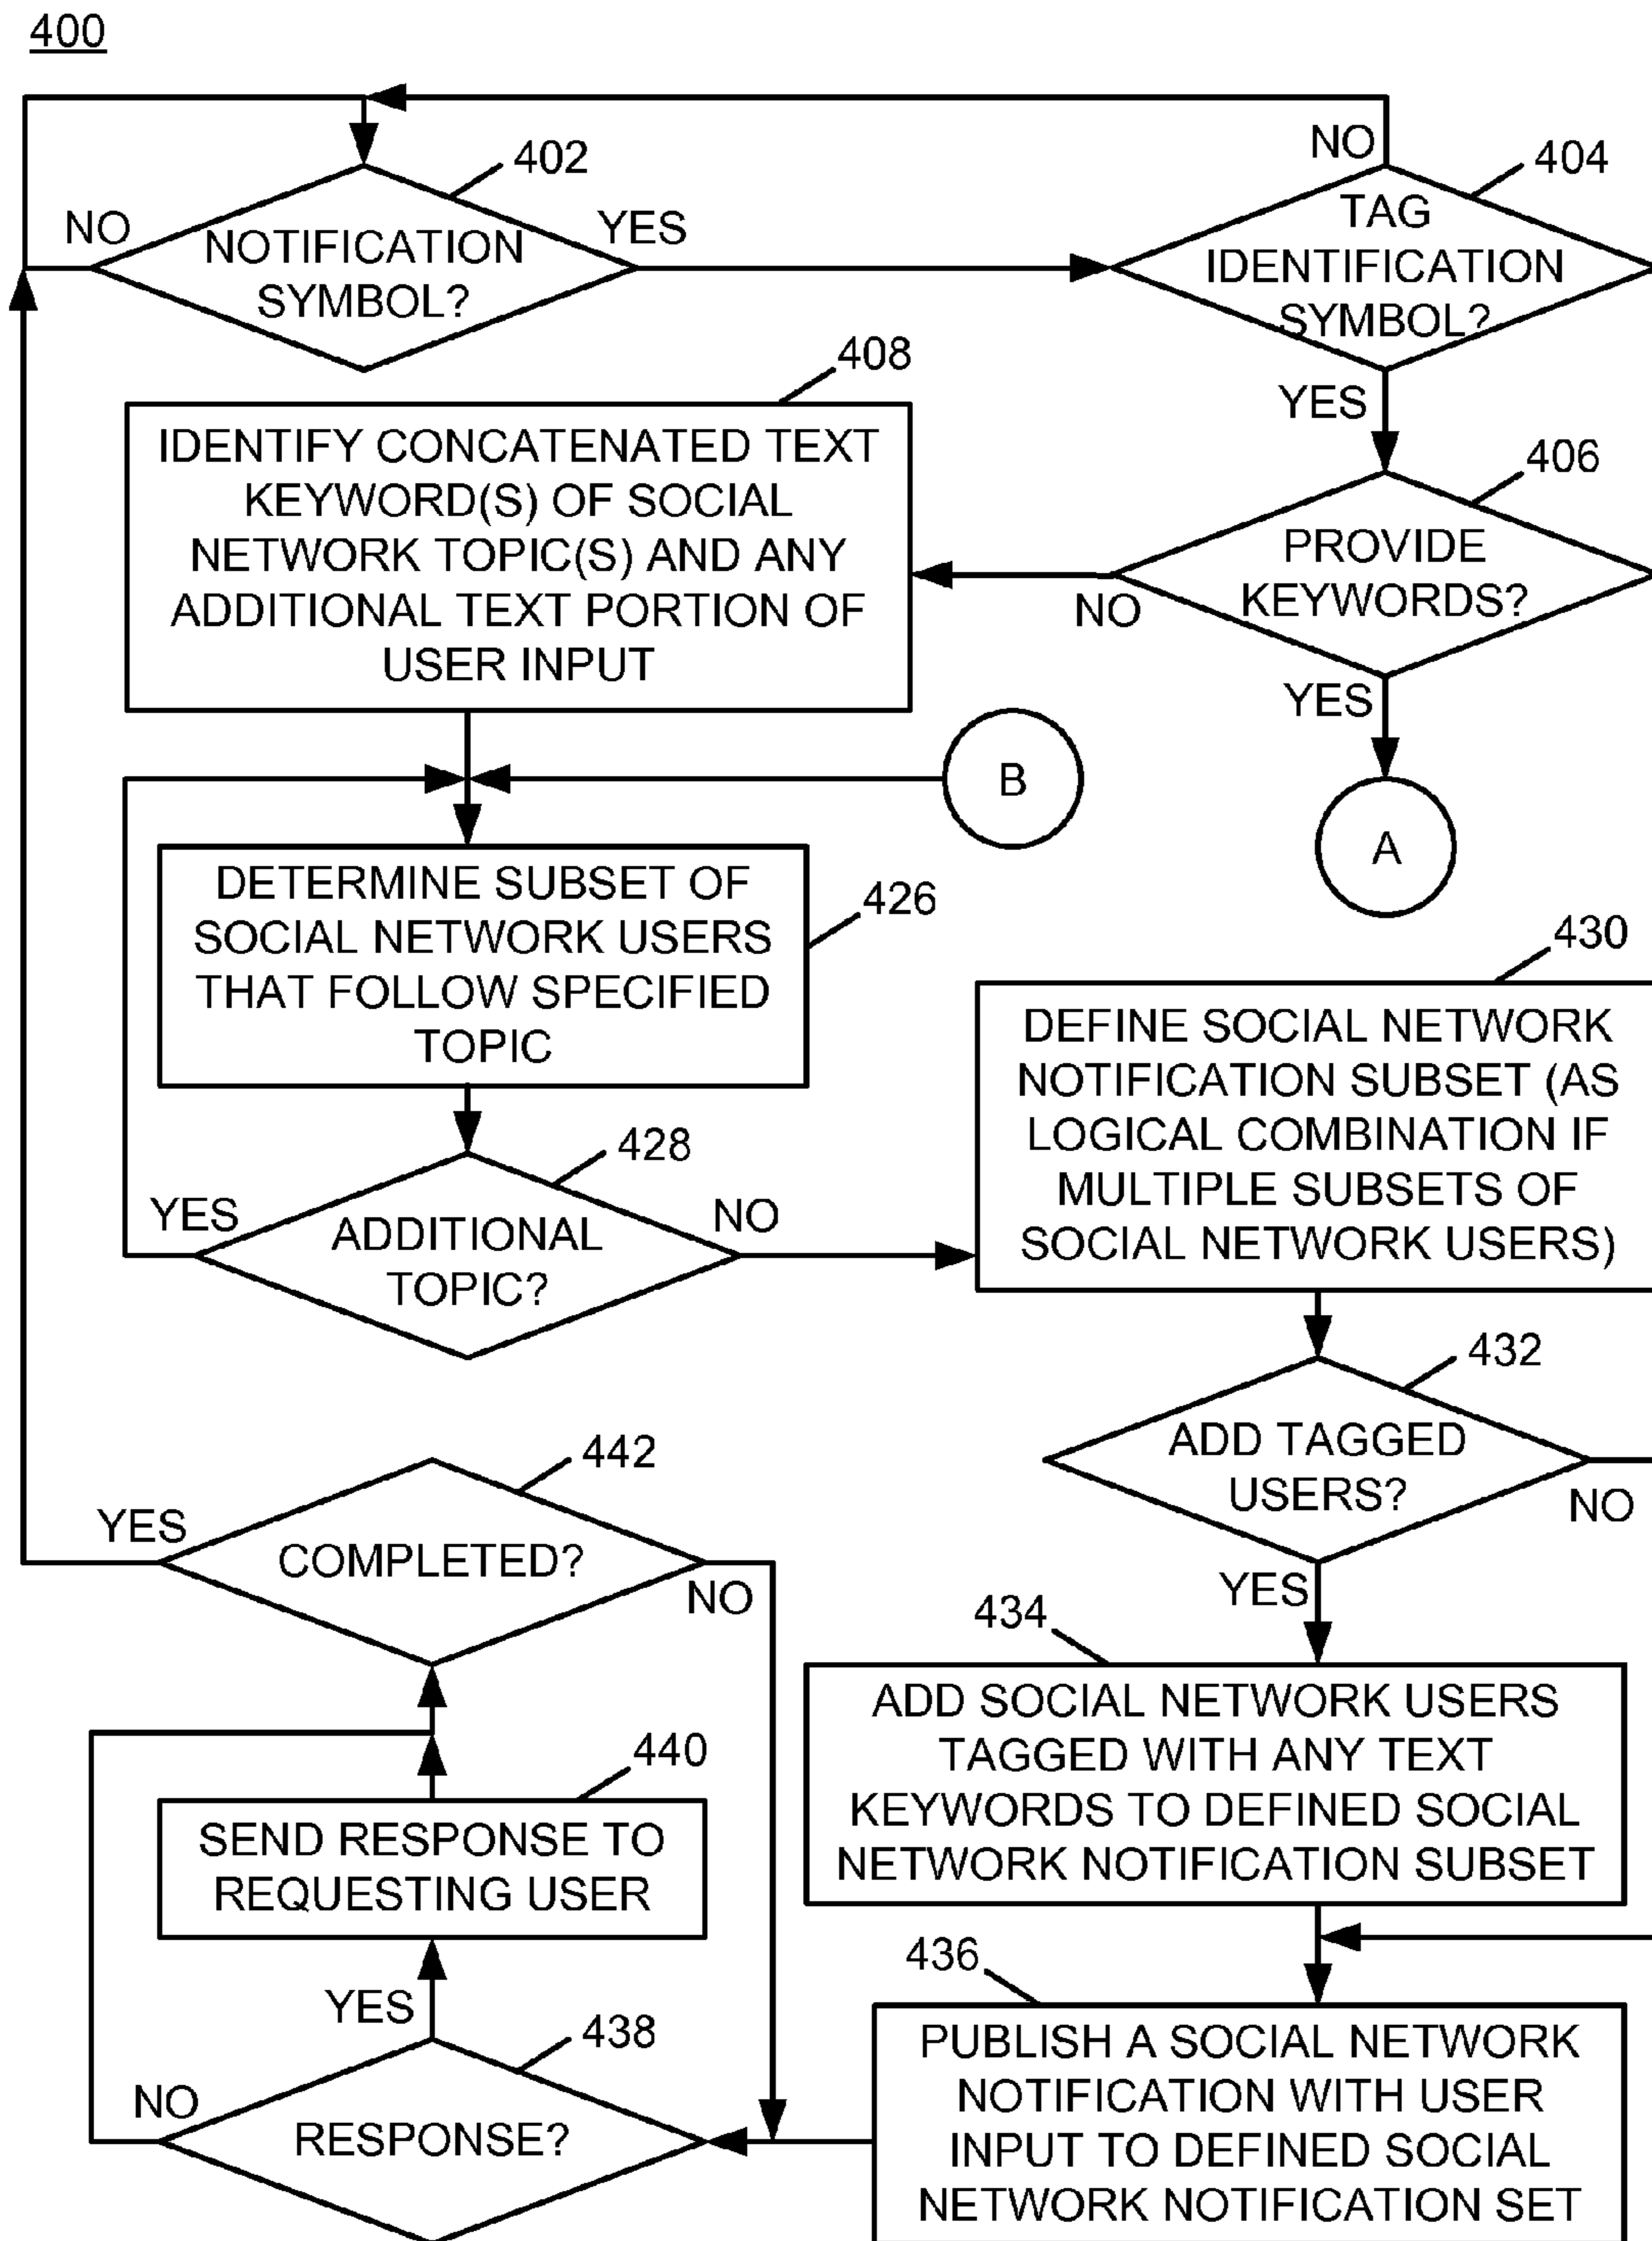 400
402
NO
NOTIFICATION
SYMBOL?
YES
NO
404
TAG
IDENTIFICATION
SYMBOL?
YES
408
IDENTIFY CONCATENATED TEXT
KEYWORD(S) OF SOCIAL
NETWORK TOPIC(S) AND ANY
ADDITIONAL TEXT PORTION OF
USER INPUT
406
PROVIDE
KEYWORDS?
NO
YES
B
A
426
DETERMINE SUBSET OF
SOCIAL NETWORK USERS
THAT FOLLOW SPECIFIED
TOPIC
428
YES
ADDITIONAL
TOPIC?
NO
430
DEFINE SOCIAL NETWORK
NOTIFICATION SUBSET (AS
LOGICAL COMBINATION IF
MULTIPLE SUBSETS OF
SOCIAL NETWORK USERS)
432
ADD TAGGED
USERS?
NO
YES
434
ADD SOCIAL NETWORK USERS
TAGGED WITH ANY TEXT
KEYWORDS TO DEFINED SOCIAL
NETWORK NOTIFICATION SUBSET
436
PUBLISH A SOCIAL NETWORK
NOTIFICATION WITH USER
INPUT TO DEFINED SOCIAL
NETWORK NOTIFICATION SET
442
YES
COMPLETED?
NO
440
SEND RESPONSE TO
REQUESTING USER
YES
438
NO
RESPONSE?